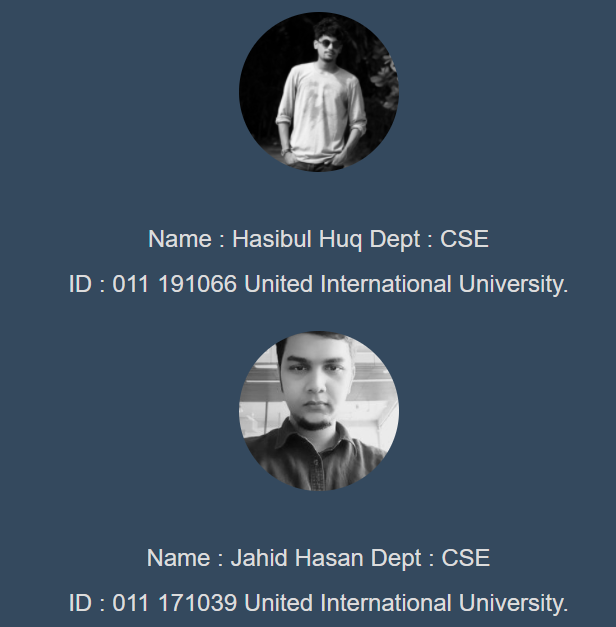 Name : Hasibul Huq Dept : CSE
ID : 011 191066 United International University.
Name : Jahid Hasan Dept : CSE
ID : 011 171039 United International University.